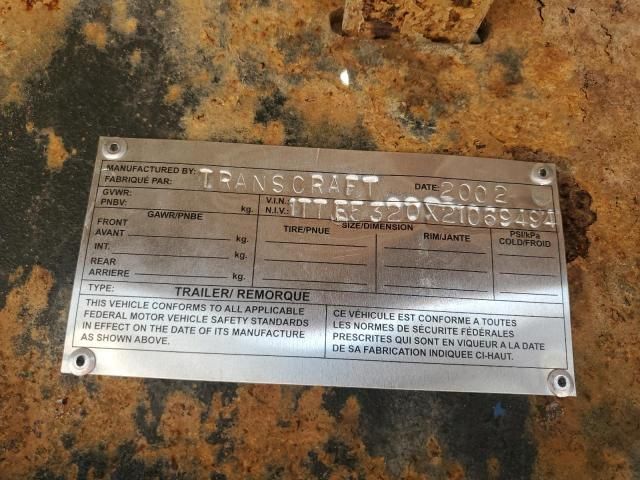 MANUFACTURED BY: TRANSCRAFT DATE: 2002
FABRIQUÉ PAR:
GVWR: V.I.N.
PNBV: kg. N.I.V.: 1TTE5320X21069494
GAWR/PNBE SIZE/DIMENSION
FRONT TIRE/PNUE RIM/JANTE PSI/kPa
AVANT kg. COLD/FROID
INT. kg.
REAR
ARRIERE kg.
TYPE: TRAILER/ REMORQUE
THIS VEHICLE CONFORMS TO ALL APPLICABLE
FEDERAL MOTOR VEHICLE SAFETY STANDARDS
IN EFFECT ON THE DATE OF ITS MANUFACTURE
AS SHOWN ABOVE.
CE VÉHICULE EST CONFORME A TOUTES
LES NORMES DE SÉCURITÉ FÉDÉRALES
PRESCRITES QUI SONT EN VIQUEUR A LA DATE
DE SA FABRICATION INDIQUEE CI-HAUT.